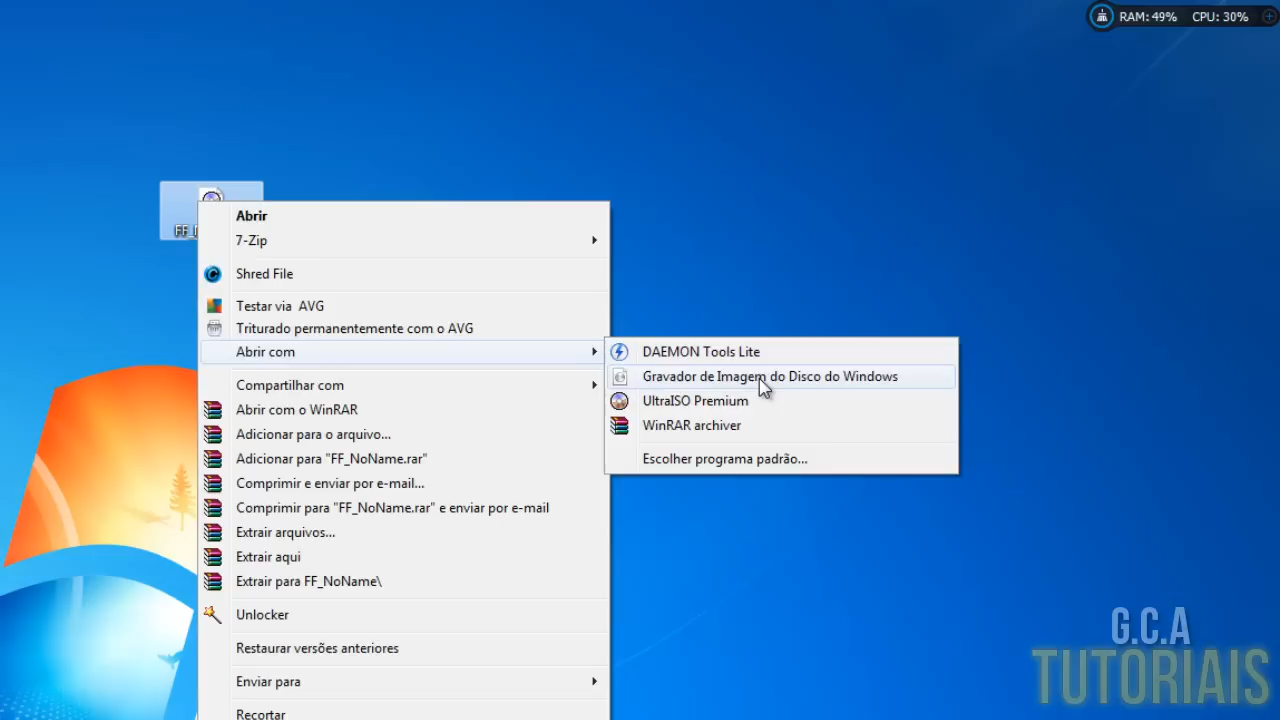 RAM: 49% CPU: 30%
Abrir
7-Zip
Shred File
Testar via AVG
Triturado permanentemente com o AVG
Abrir com
Compartilhar com
Abrir com o WinRAR
Adicionar para o arquivo...
Adicionar para "FF_NoName.rar"
Comprimir e enviar por e-mail...
Comprimir para "FF_NoName.rar" e enviar por e-mail
Extrair arquivos...
Extrair aqui
Extrair para FF_NoName\
Unlocker
Restaurar versões anteriores
Enviar para
Recortar
DAEMON Tools Lite
Gravador de Imagem do Disco do Windows
UltraISO Premium
WinRAR archiver
Escolher programa padrão...
G.C.A
TUTORIAIS